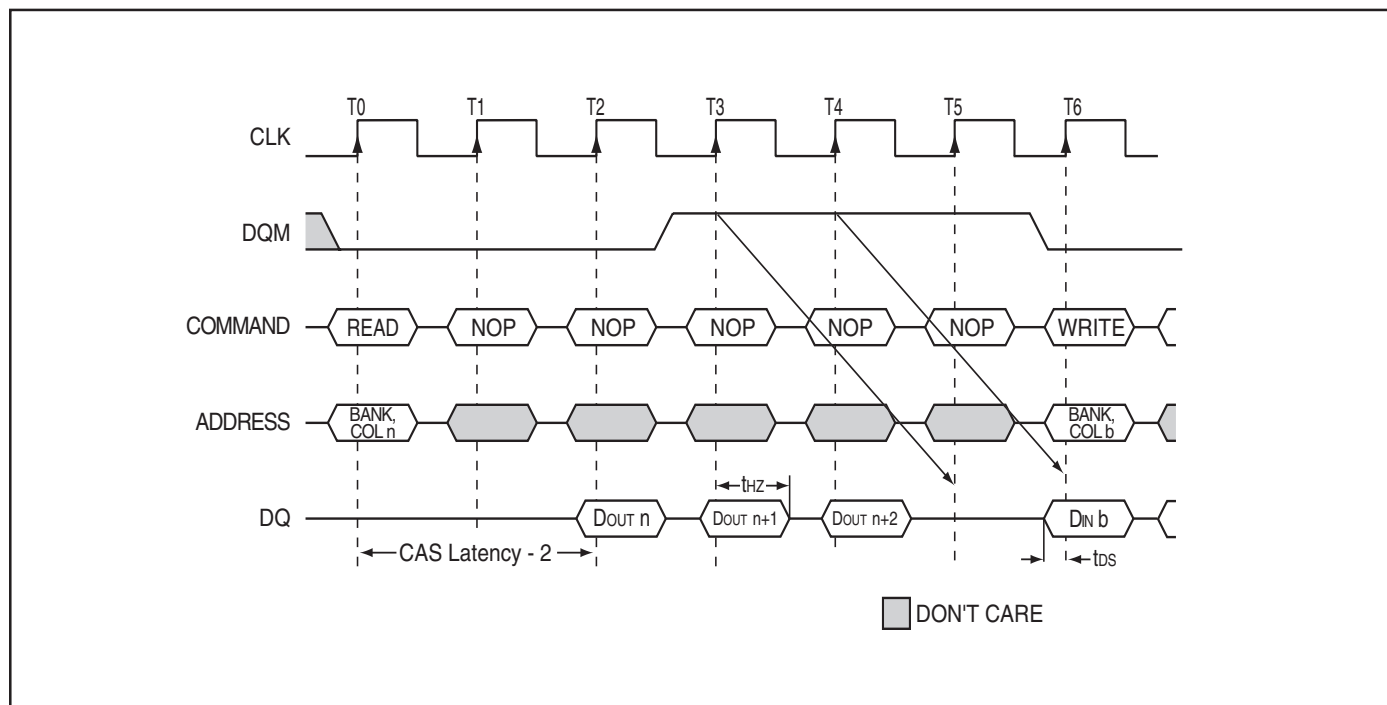 T0 T1 T2 T3 T4 T5 T6
CLK
DQM
COMMAND READ NOP NOP NOP NOP NOP WRITE
ADDRESS BANK, COL n BANK, COL b
tHZ
DQ DOUT n DOUT n+1 DOUT n+2 DIN b
CAS Latency - 2 tDS
DON'T CARE